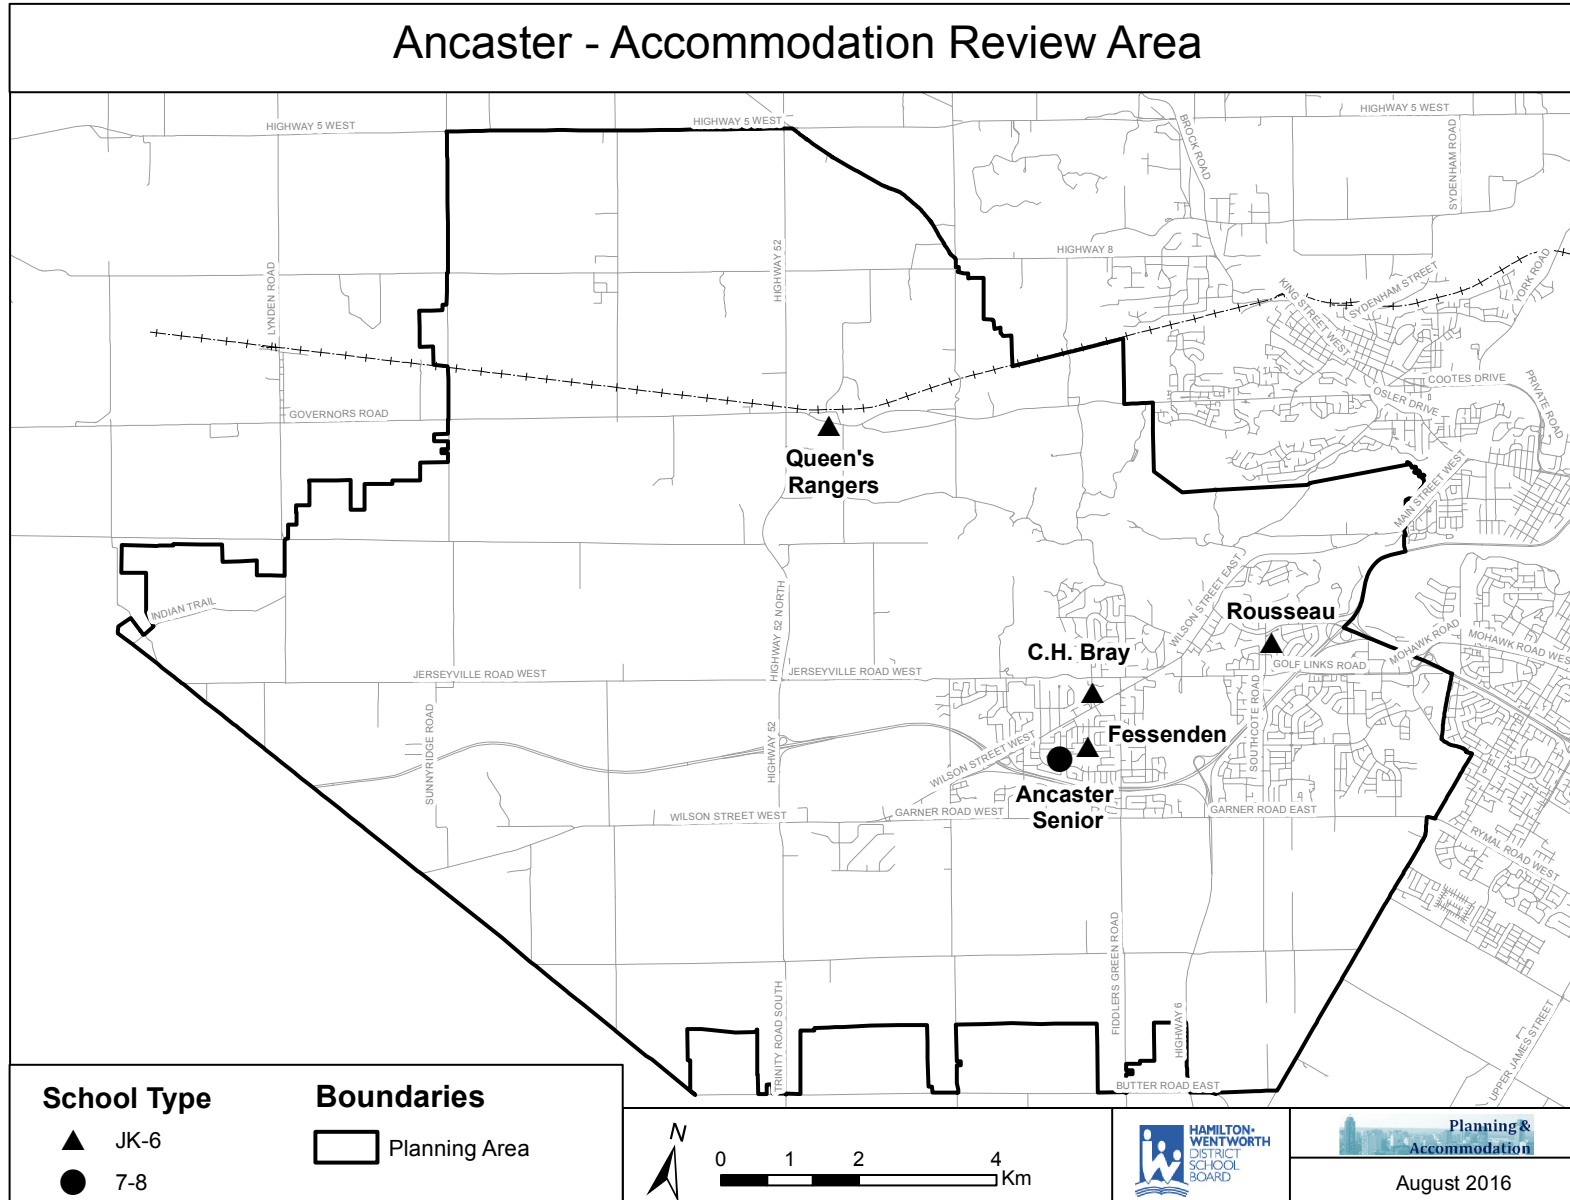 Ancaster - Accommodation Review Area
HIGHWAY 5 WEST
HIGHWAY 5 WEST
HIGHWAY 5 WEST
BROCK ROAD
SYDENHAM ROAD
HIGHWAY 8
HIGHWAY 52
LYNDEN ROAD
SYDENHAM STREET
YORK ROAD
KING STREET WEST
COOTES DRIVE
OSLER DRIVE
PRIVATE ROAD
GOVERNORS ROAD
Queen's
Rangers
MAIN STREET WEST
INDIAN TRAIL
HIGHWAY 52 NORTH
WILSON STREET EAST
Rousseau
C.H. Bray
MOHAWK ROAD
MOHAWK ROAD WES
GOLF LINKS ROAD
JERSEYVILLE ROAD WEST
JERSEYVILLE ROAD WEST
SUNNYRIDGE ROAD
HIGHWAY 52
SOUTHCOTE ROAD
Fessenden
WILSON STREET WEST
Ancaster
Senior
WILSON STREET WEST
GARNER ROAD WEST
GARNER ROAD EAST
RYMAL ROAD WEST
FIDDLERS GREEN ROAD
TRINITY ROAD SOUTH
HIGHWAY 6
BUTTER ROAD EAST
UPPER JAMES STREET
School Type
JK-6
7-8
Boundaries
Planning Area
N
0 1 2 4
Km
HAMILTON-
WENTWORTH
DISTRICT
SCHOOL
BOARD
Planning &
Accommodation
August 2016